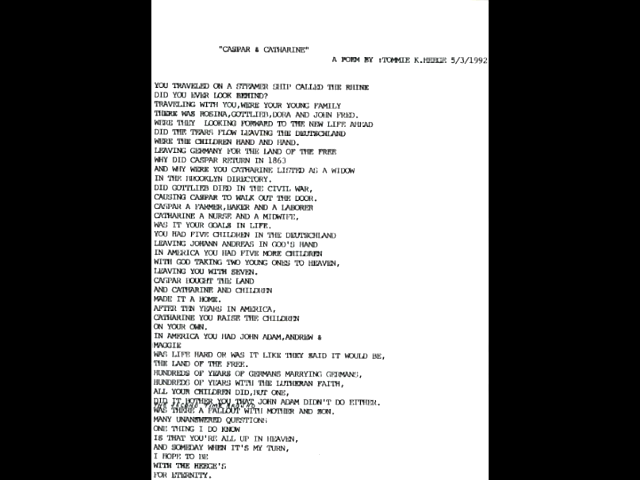 "CASPAR & CATHARINE"
A POEM BY :TOMMIE K.HEEGE 5/3/1992
YOU TRAVELED ON A STEAMER SHIP CALLED THE RHINE
DID YOU EVER LOOK BEHIND?
TRAVELING WITH YOU,WERE YOUR YOUNG FAMILY
THERE WAS ROSINA,GOTTLIEB,DORA AND JOHN FRED.
WERE THEY LOOKING FORWARD TO THE NEW LIFE AHEAD
DID THE TEARS FLOW LEAVING THE DEUTSCHLAND
WERE THE CHILDREN HAND AND HAND.
LEAVING GERMANY FOR THE LAND OF THE FREE
WHY DID CASPAR RETURN IN 1863
AND WHY WERE YOU CATHARINE LISTED AS A WIDOW
IN THE BROOKLYN DIRECTORY.
DID GOTTLIEB DIED IN THE CIVIL WAR,
CAUSING CASPAR TO WALK OUT THE DOOR.
CASPAR A FARMER,BAKER AND A LABORER
CATHARINE A NURSE AND A MIDWIFE,
WAS IT YOUR GOALS IN LIFE.
YOU HAD FIVE CHILDREN IN THE DEUTSCHLAND
LEAVING JOHANN ANDREAS IN GOD'S HAND
IN AMERICA YOU HAD FIVE MORE CHILDREN
WITH GOD TAKING TWO YOUNG ONES TO HEAVEN,
LEAVING YOU WITH SEVEN.
CASPAR BOUGHT THE LAND
AND CATHARINE AND CHILDREN
MADE IT A HOME.
AFTER TEN YEARS IN AMERICA,
CATHARINE YOU RAISE THE CHILDREN
ON YOUR OWN.
IN AMERICA YOU HAD JOHN ADAM,ANDREW &
MAGGIE
WAS LIFE HARD OR WAS IT LIKE THEY SAID IT WOULD BE,
THE LAND OF THE FREE.
HUNDREDS OF YEARS OF GERMANS MARRYING GERMANS,
HUNDREDS OF YEARS WITH THE LUTHERAN FAITH,
ALL YOUR CHILDREN DID,BUT ONE,
DID IT BOTHER YOU THAT JOHN ADAM DIDN'T DO EITHER.
WAS THERE A FALLOUT WITH MOTHER AND SON.
MANY UNANSWERED QUESTIONS
ONE THING I DO KNOW
IS THAT YOU'RE ALL UP IN HEAVEN,
AND SOMEDAY WHEN IT'S MY TURN,
I HOPE TO BE
WITH THE HEEGE'S
FOR ETERNITY.